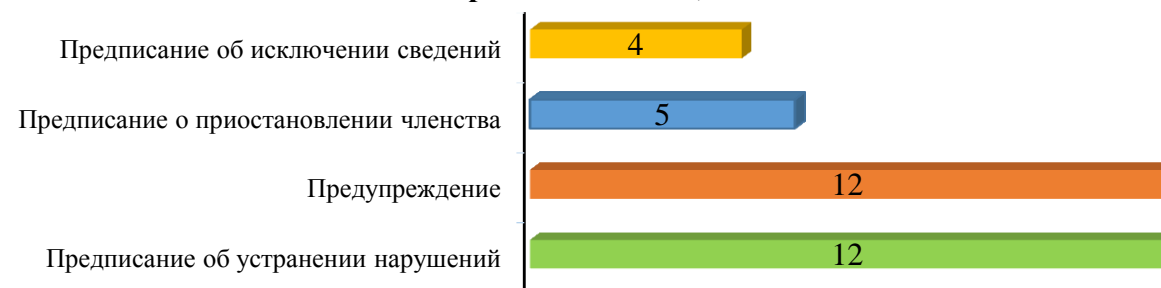 Предписание об исключении сведений 4
Предписание о приостановлении членства 5
Предупреждение 12
Предписание об устранении нарушений 12